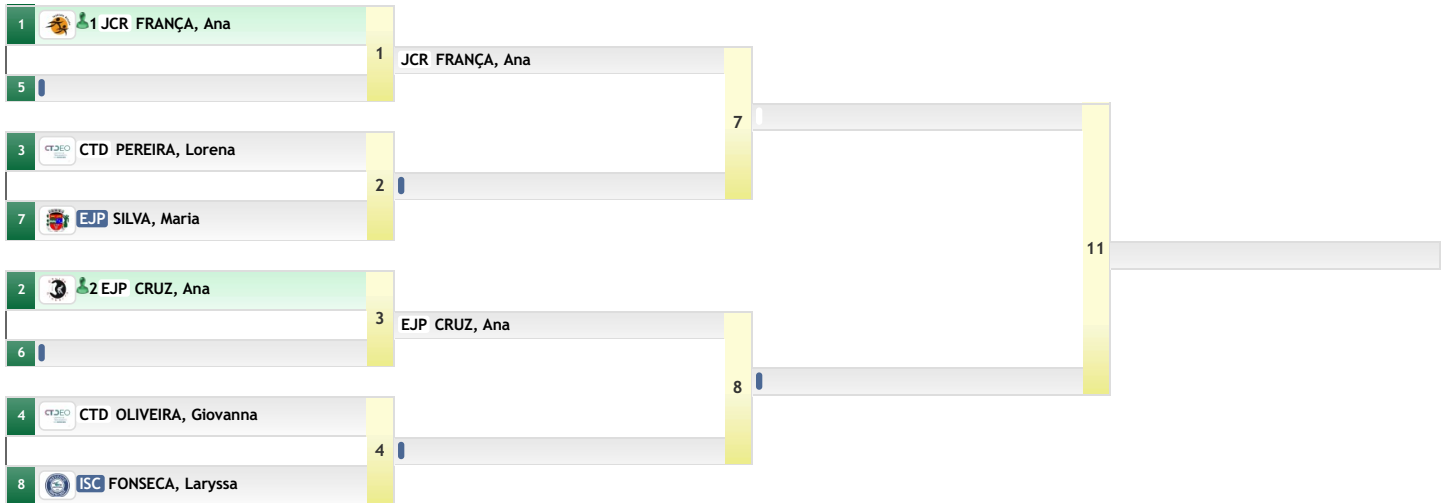 1 1 JCR FRANÇA, Ana
1
JCR FRANÇA, Ana
5
7
3 CTD PEREIRA, Lorena
2
7 EJP SILVA, Maria
11
2 2 EJP CRUZ, Ana
3
EJP CRUZ, Ana
6
8
4 CTD OLIVEIRA, Giovanna
4
8 ISC FONSECA, Laryssa